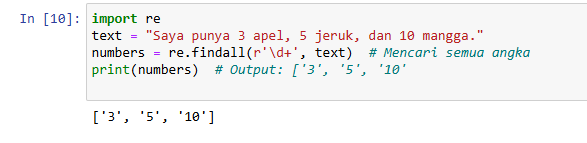 In [10]: import re
text = "Saya punya 3 apel, 5 jeruk, dan 10 mangga."
numbers = re.findall(r'\d+', text)  # Mencari semua angka
print(numbers)  # Output: ['3', '5', '10'
['3', '5', '10']